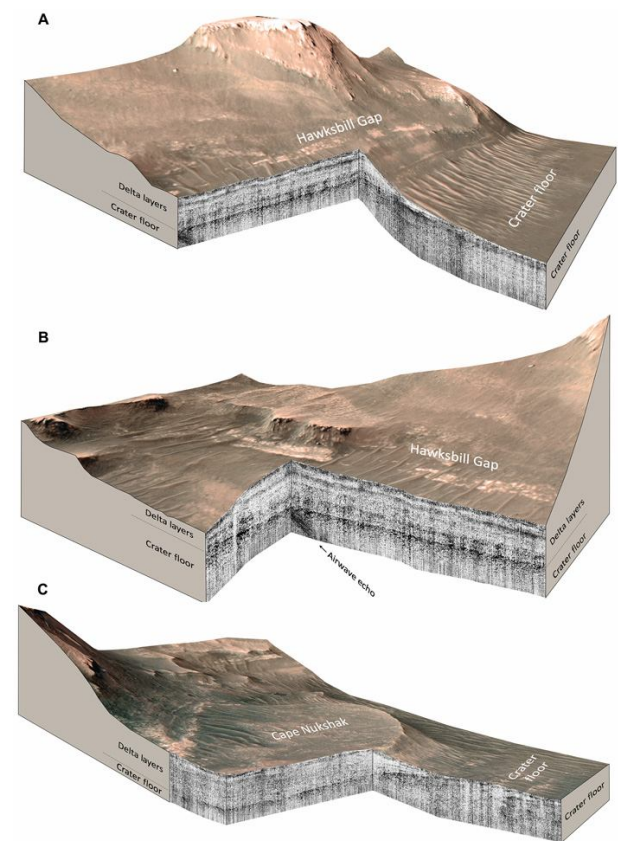 A
Hawksbill Gap
Delta layers
Crater floor
Crater floor
Crater floor
B
Hawksbill Gap
Delta layers
Crater floor
Delta layers
Crater floor
Airwave echo
C
Cape Nukshak
Delta layers
Crater floor
Crater
floor
Crater floor